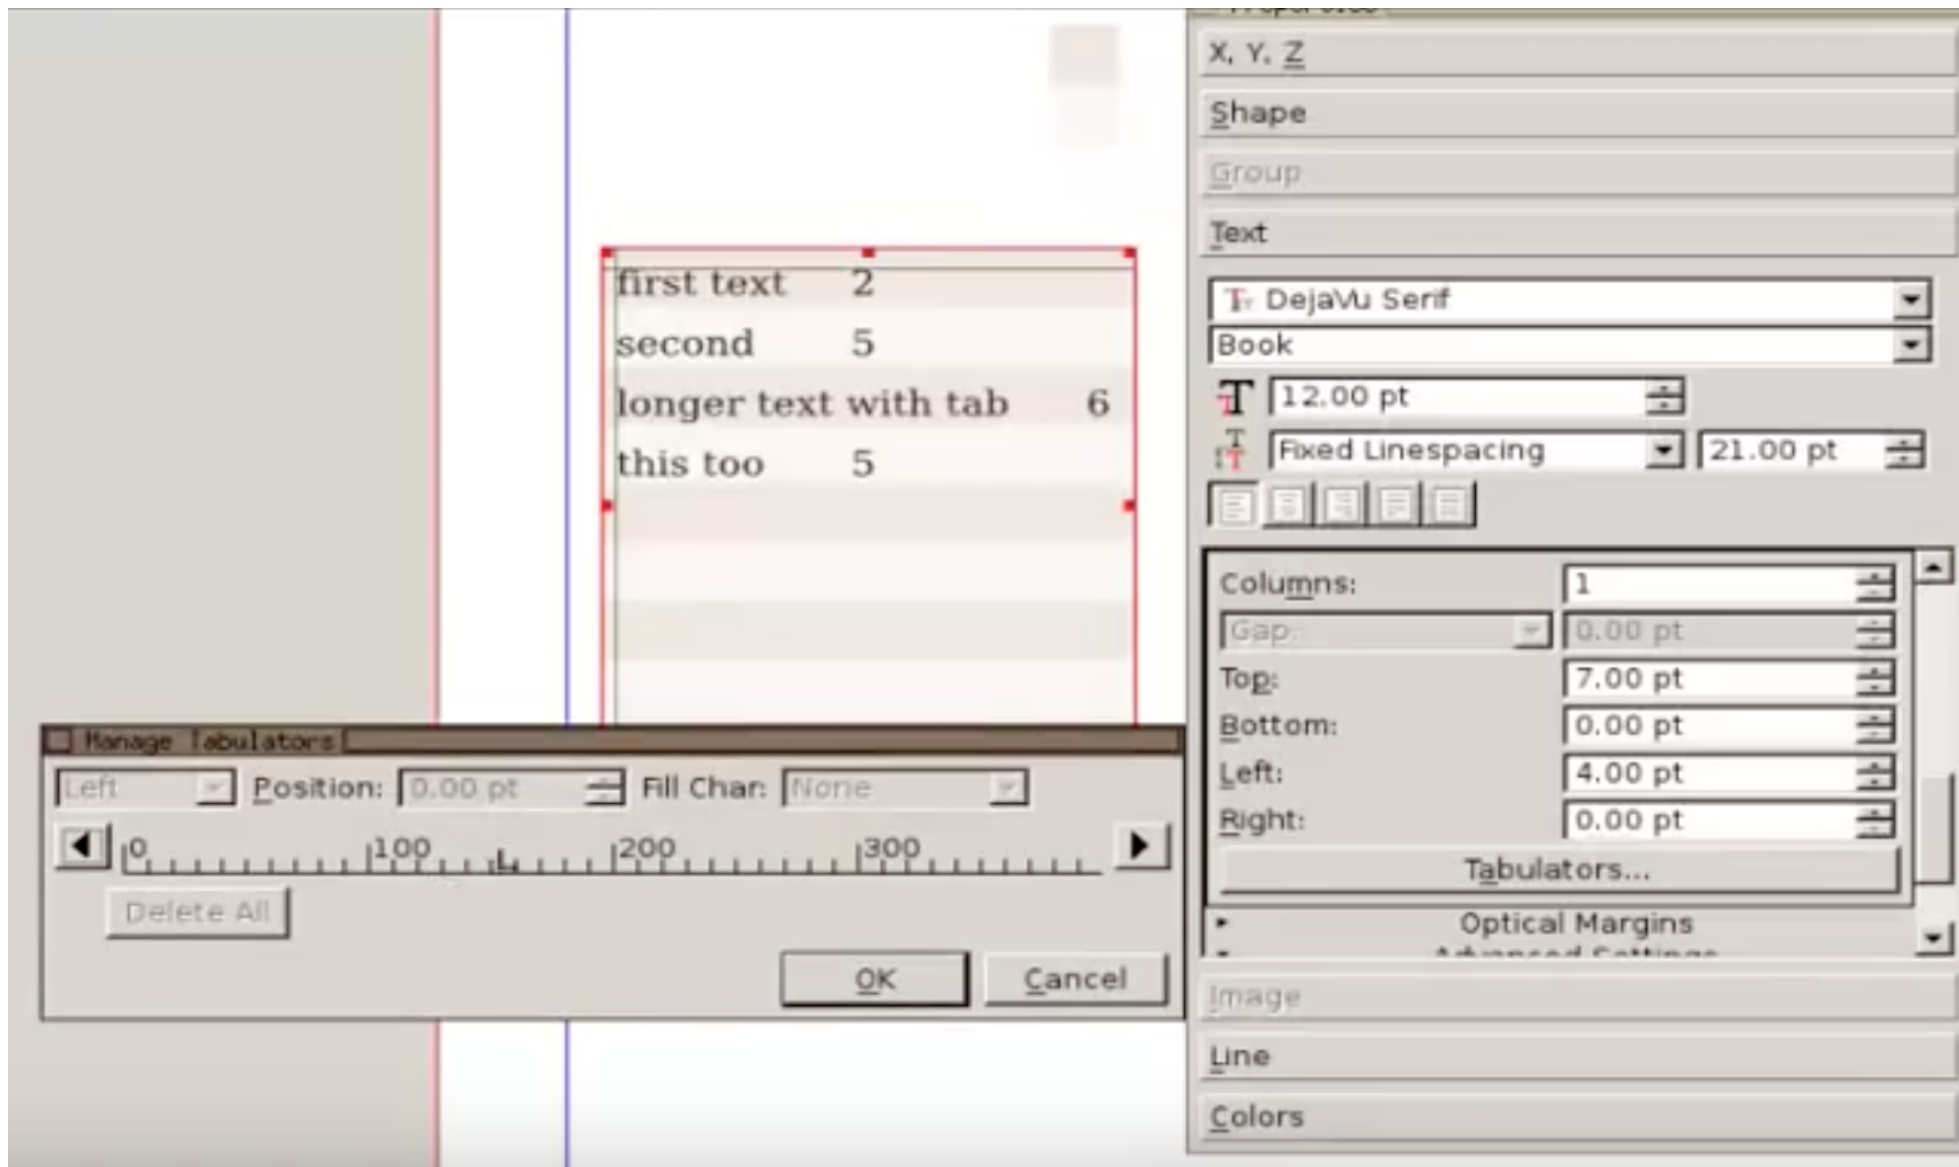 Properties
X, Y, Z
Shape
Group
Text
first text 2
second 5
longer text with tab 6
this too 5
DejaVu Serif
Book
12.00 pt
Fixed Linespacing 21.00 pt
Columns: 1
Gap: 0.00 pt
Top: 7.00 pt
Bottom: 0.00 pt
Left: 4.00 pt
Right: 0.00 pt
Tabulators...
Optical Margins
Advanced Settings
Image
Line
Colors
Manage Tabulators
Left Position: 0.00 pt Fill Char: None
0 100 200 300
Delete All
OK Cancel